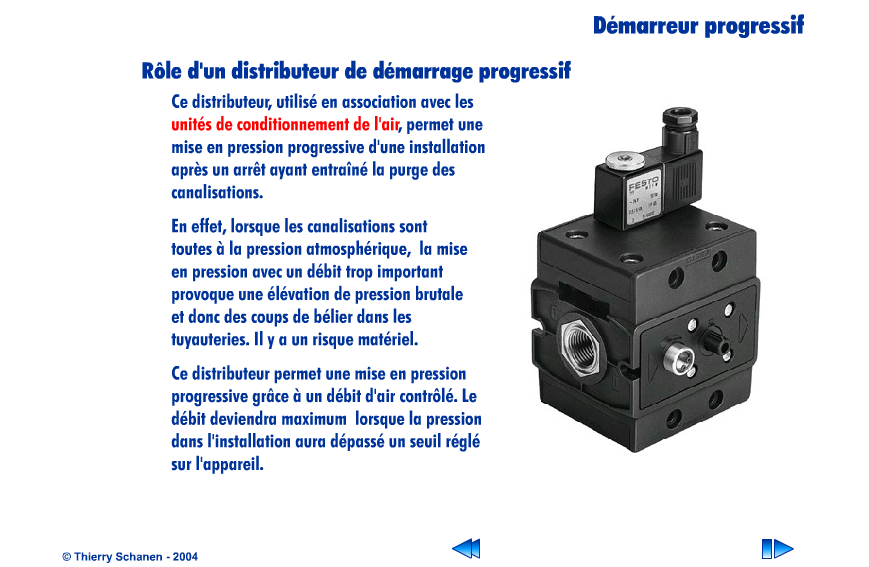 Démarreur progressif
Rôle d'un distributeur de démarrage progressif
Ce distributeur, utilisé en association avec les
unités de conditionnement de l'air, permet une
mise en pression progressive d'une installation
après un arrêt ayant entraîné la purge des
canalisations.
En effet, lorsque les canalisations sont
toutes à la pression atmosphérique, la mise
en pression avec un débit trop important
provoque une élévation de pression brutale
et donc des coups de bélier dans les
tuyauteries. Il y a un risque matériel.
Ce distributeur permet une mise en pression
progressive grâce à un débit d'air contrôlé. Le
débit deviendra maximum lorsque la pression
dans l'installation aura dépassé un seuil réglé
sur l'appareil.
FESTO
© Thierry Schanen - 2004